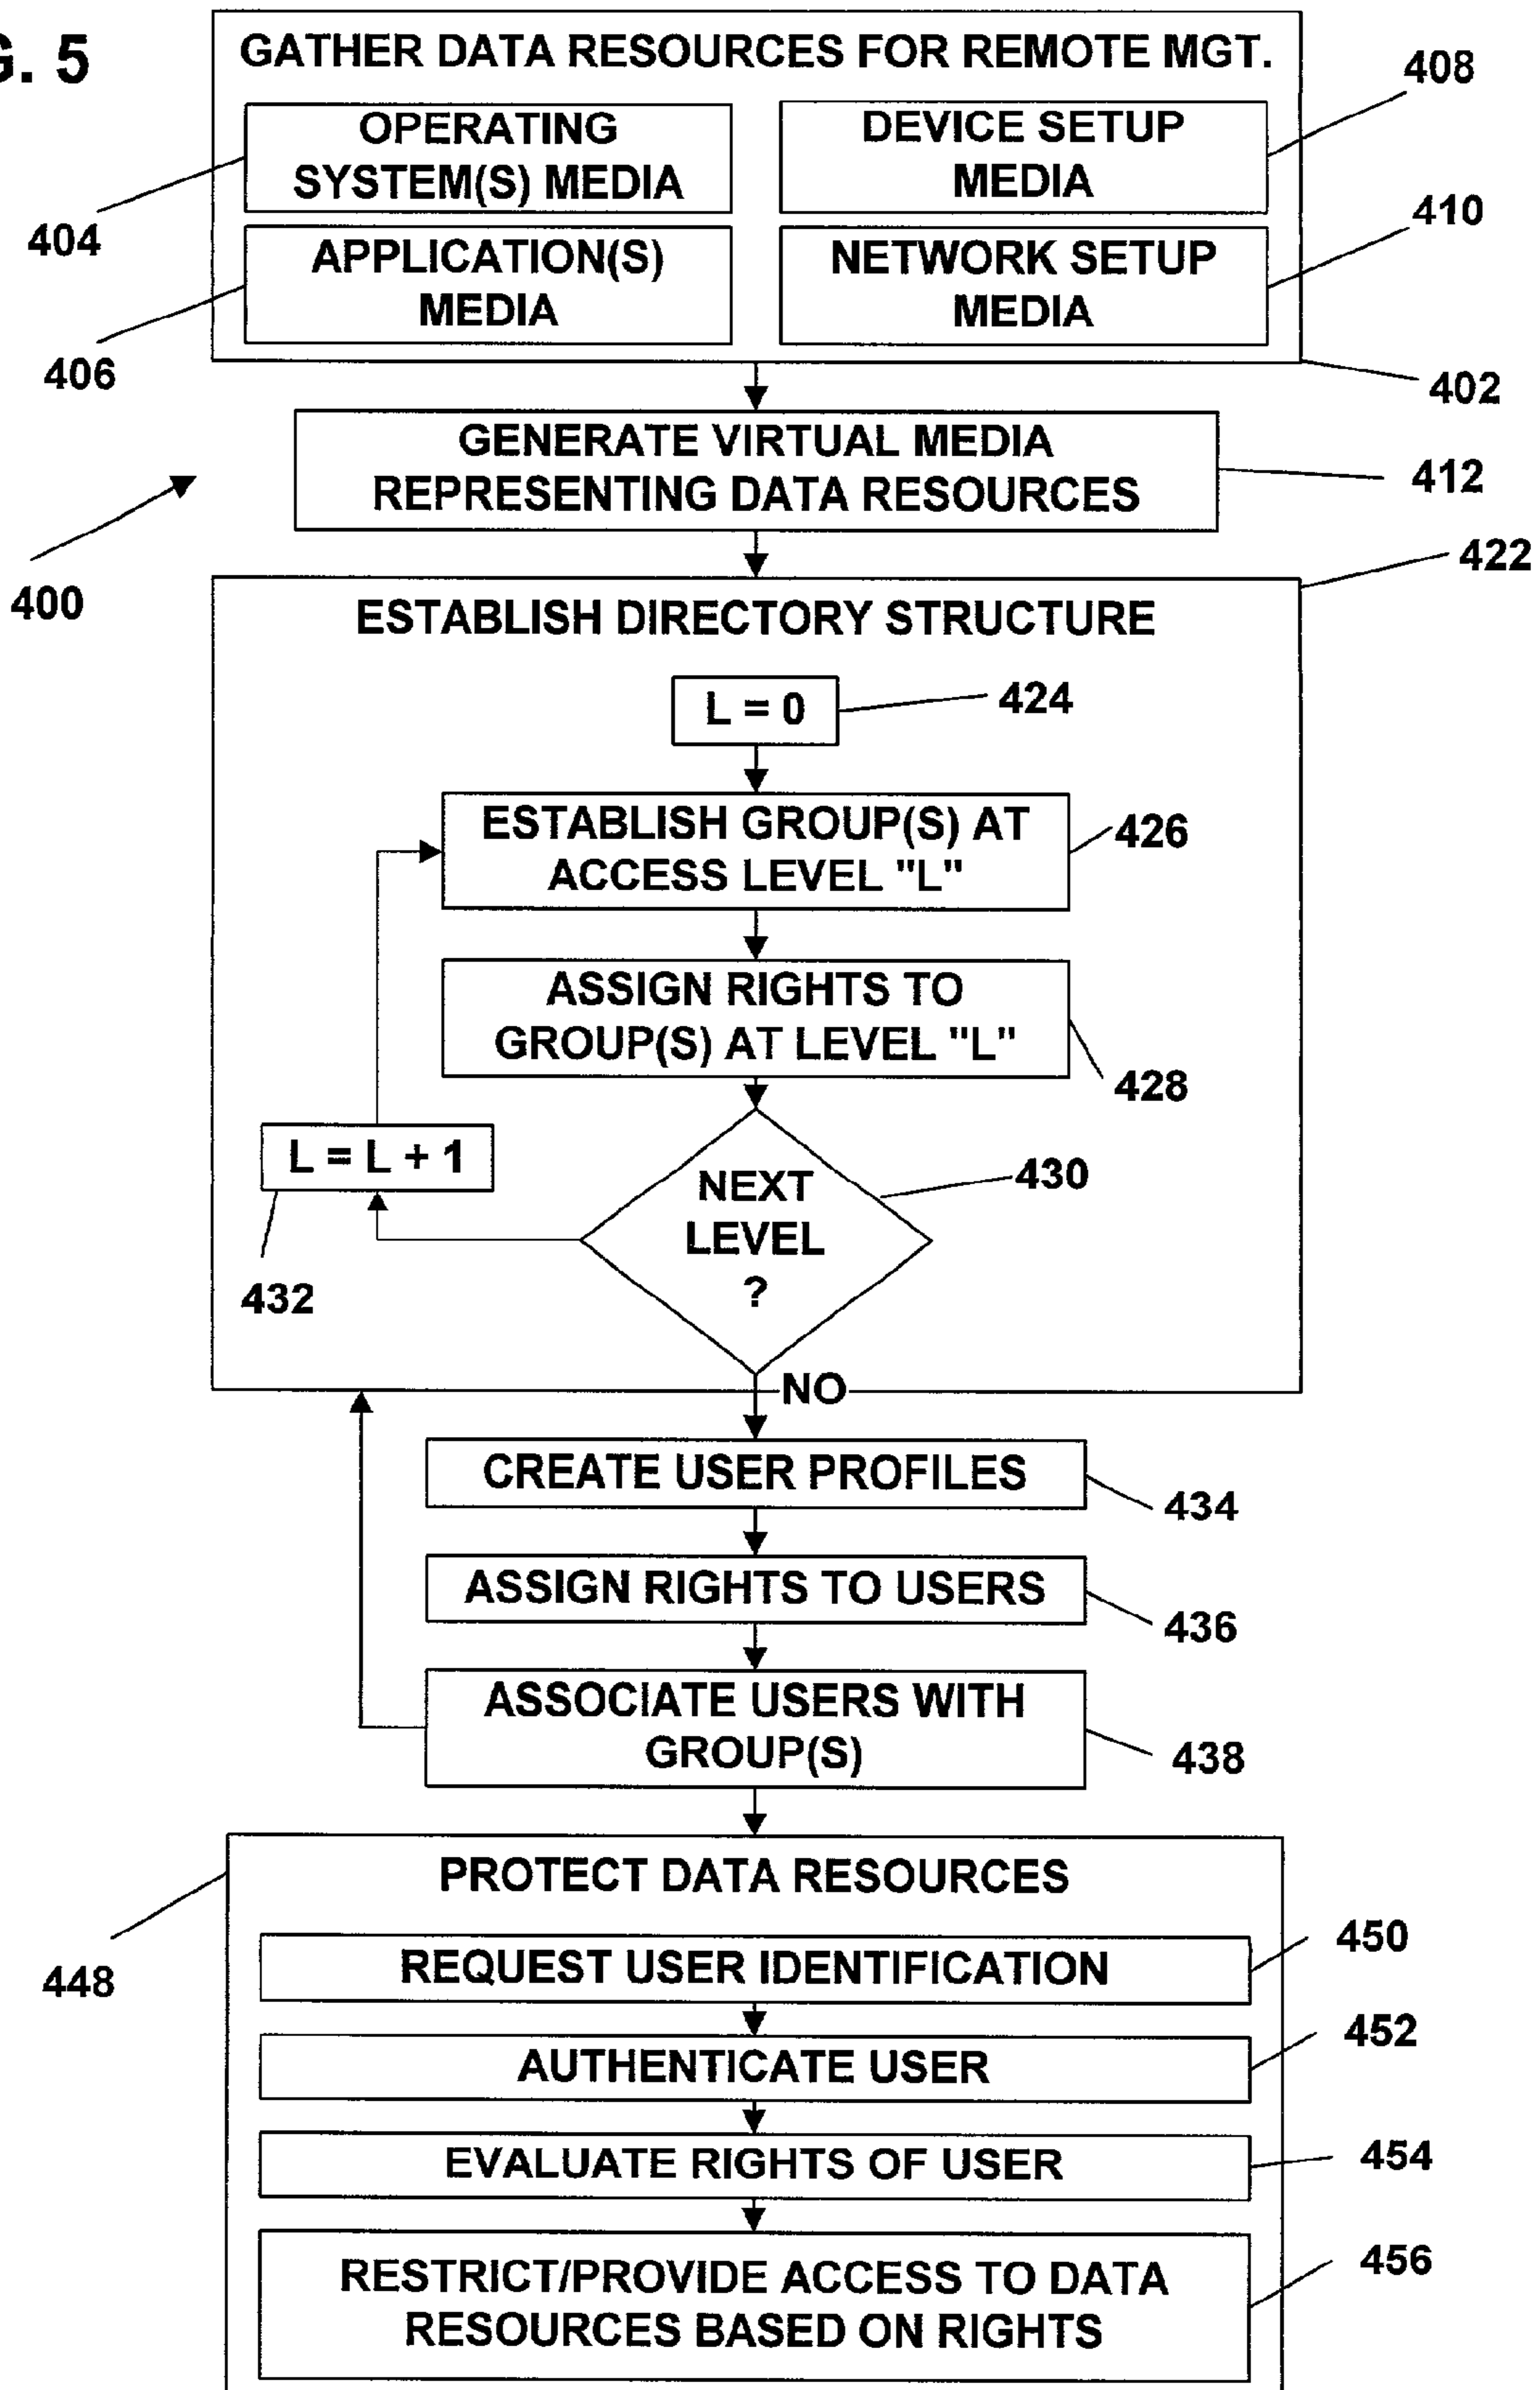 G. 5
GATHER DATA RESOURCES FOR REMOTE MGT.
408
OPERATING
SYSTEM(S) MEDIA
DEVICE SETUP
MEDIA
404
410
APPLICATION(S)
MEDIA
NETWORK SETUP
MEDIA
406
402
GENERATE VIRTUAL MEDIA
REPRESENTING DATA RESOURCES
412
400
422
ESTABLISH DIRECTORY STRUCTURE
L = 0
424
ESTABLISH GROUP(S) AT
ACCESS LEVEL "L"
426
ASSIGN RIGHTS TO
GROUP(S) AT LEVEL "L"
428
L = L + 1
NEXT
LEVEL
?
430
432
NO
CREATE USER PROFILES
434
ASSIGN RIGHTS TO USERS
436
ASSOCIATE USERS WITH
GROUP(S)
438
PROTECT DATA RESOURCES
448
REQUEST USER IDENTIFICATION
450
AUTHENTICATE USER
452
EVALUATE RIGHTS OF USER
454
RESTRICT/PROVIDE ACCESS TO DATA
RESOURCES BASED ON RIGHTS
456